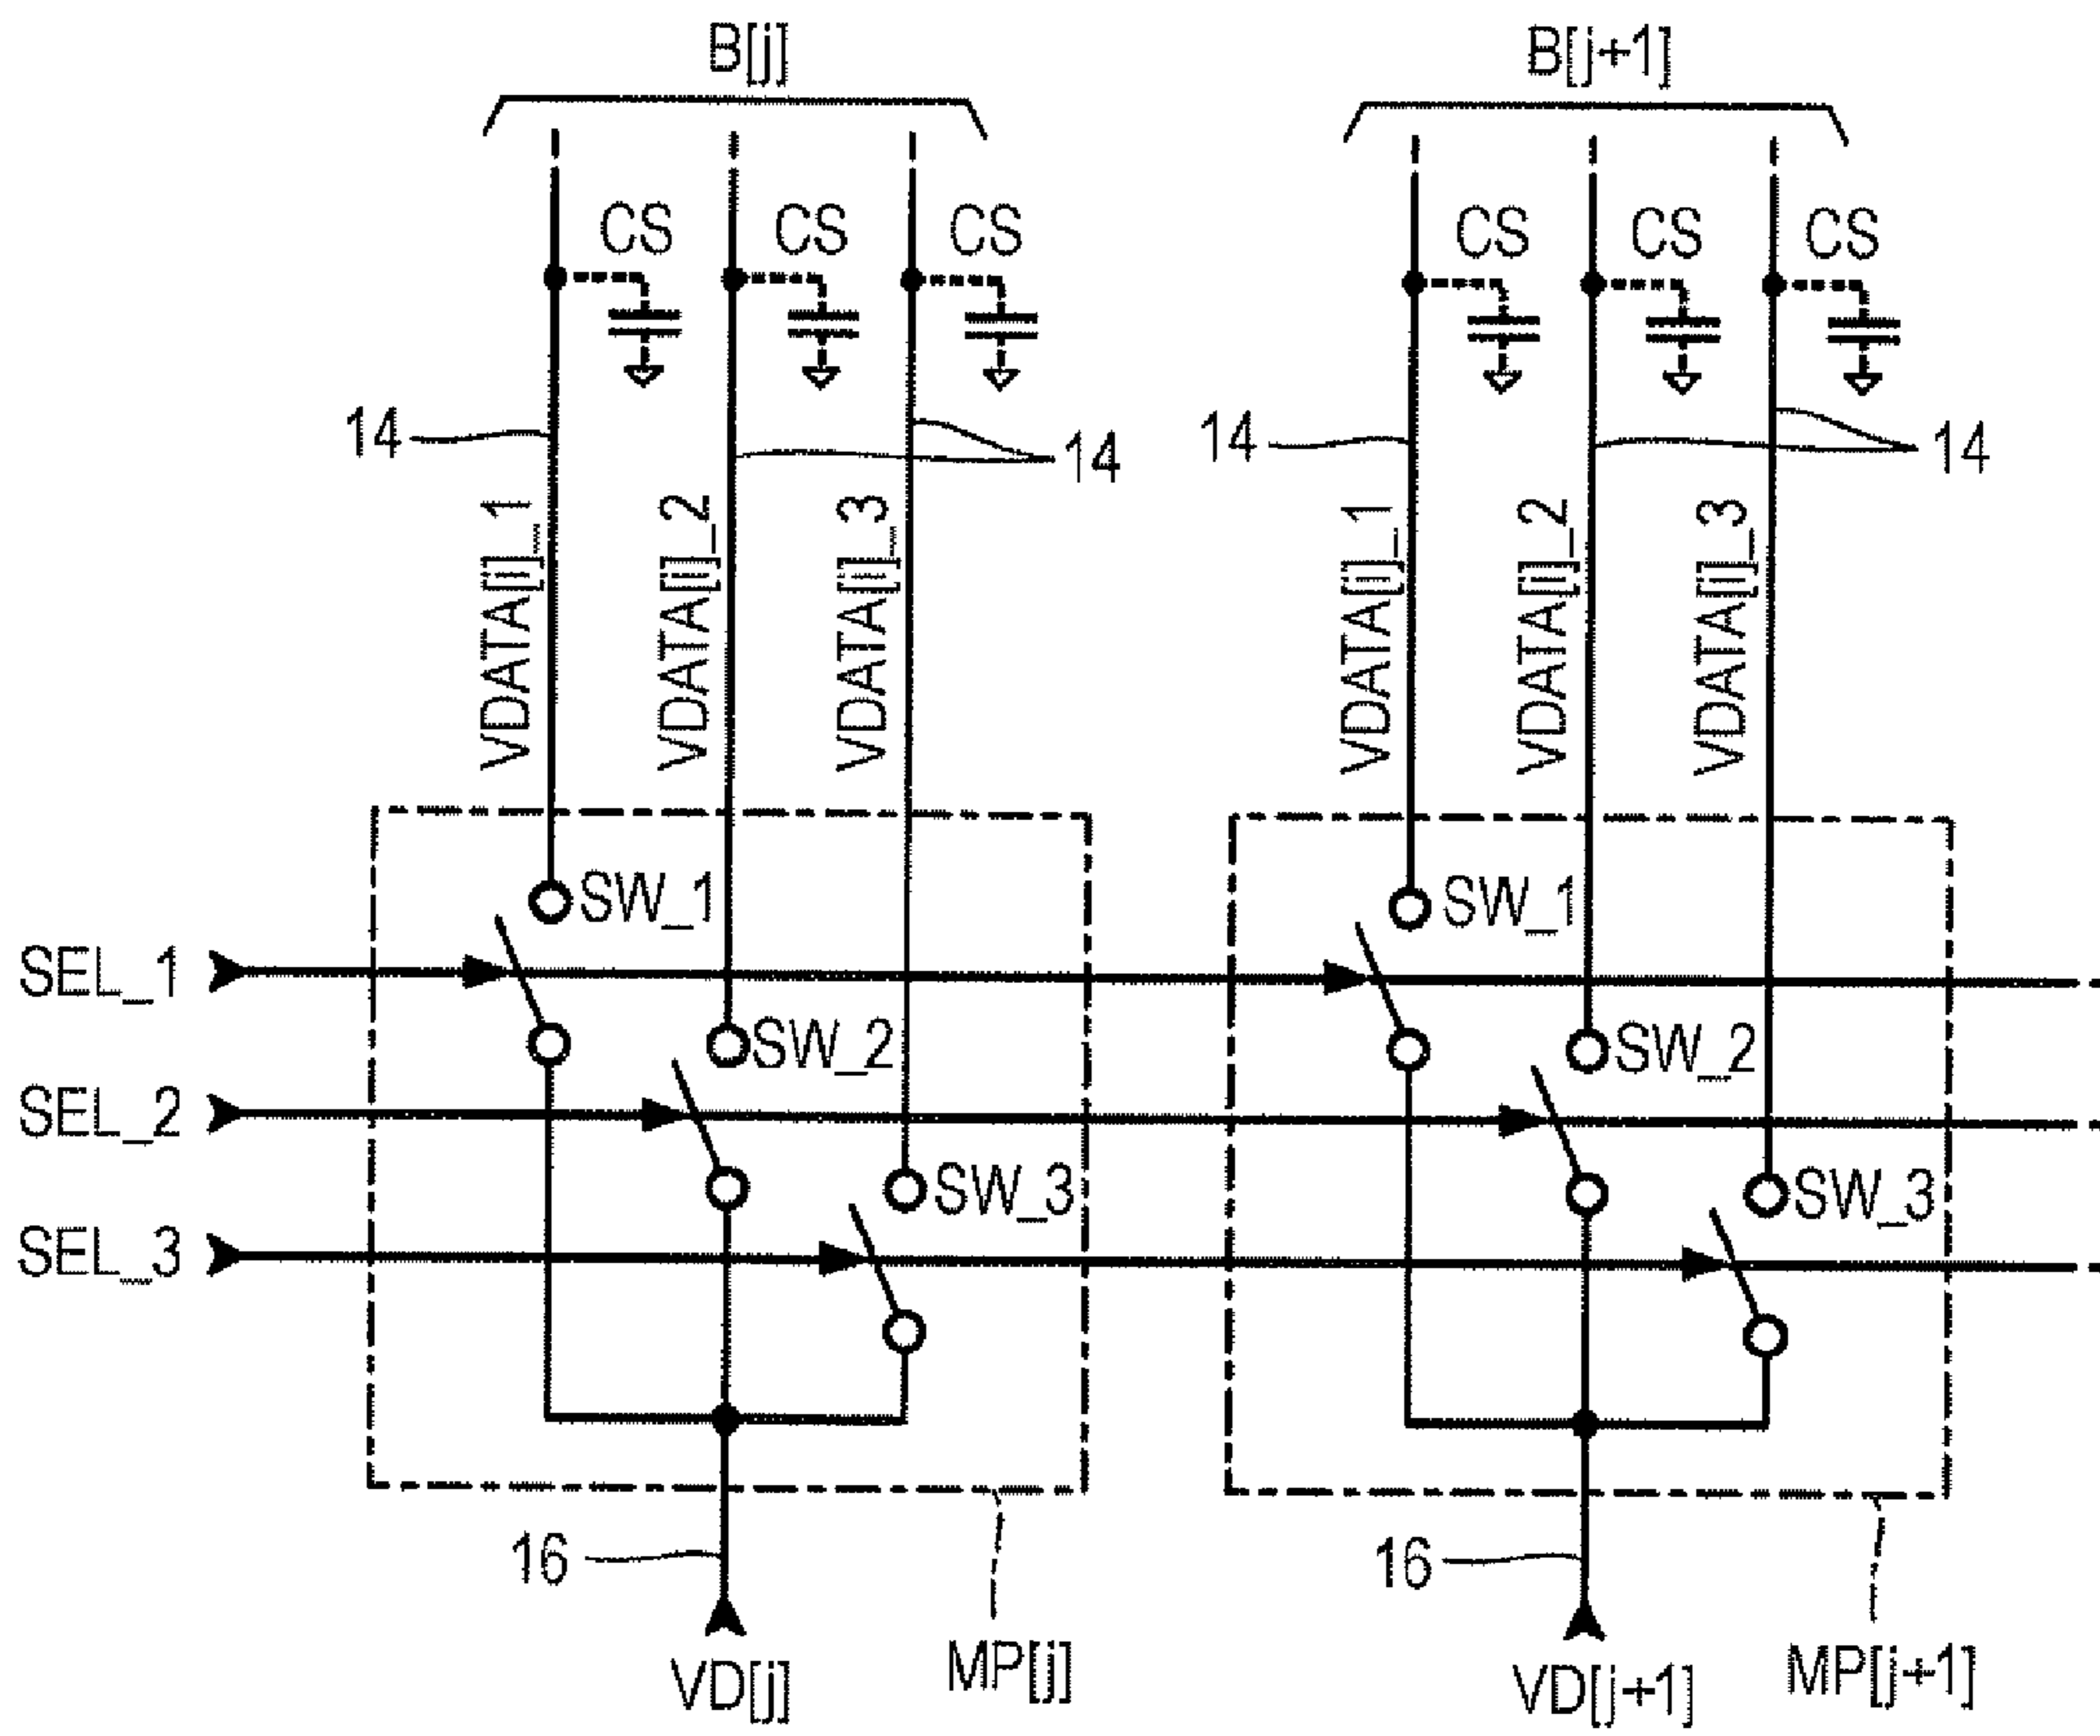 B[j]
B[j+1]
CS CS CS CS CS CS
14 14 14 14
VDATA[i]_1
VDATA[i]_2
VDATA[i]_3
VDATA[i]_1
VDATA[i]_2
VDATA[i]_3
SW_1 SW_1
SEL_1
SW_2 SW_2
SEL_2
SW_3 SW_3
SEL_3
16 16
VD[j] MP[j] VD[j+1] MP[j+1]